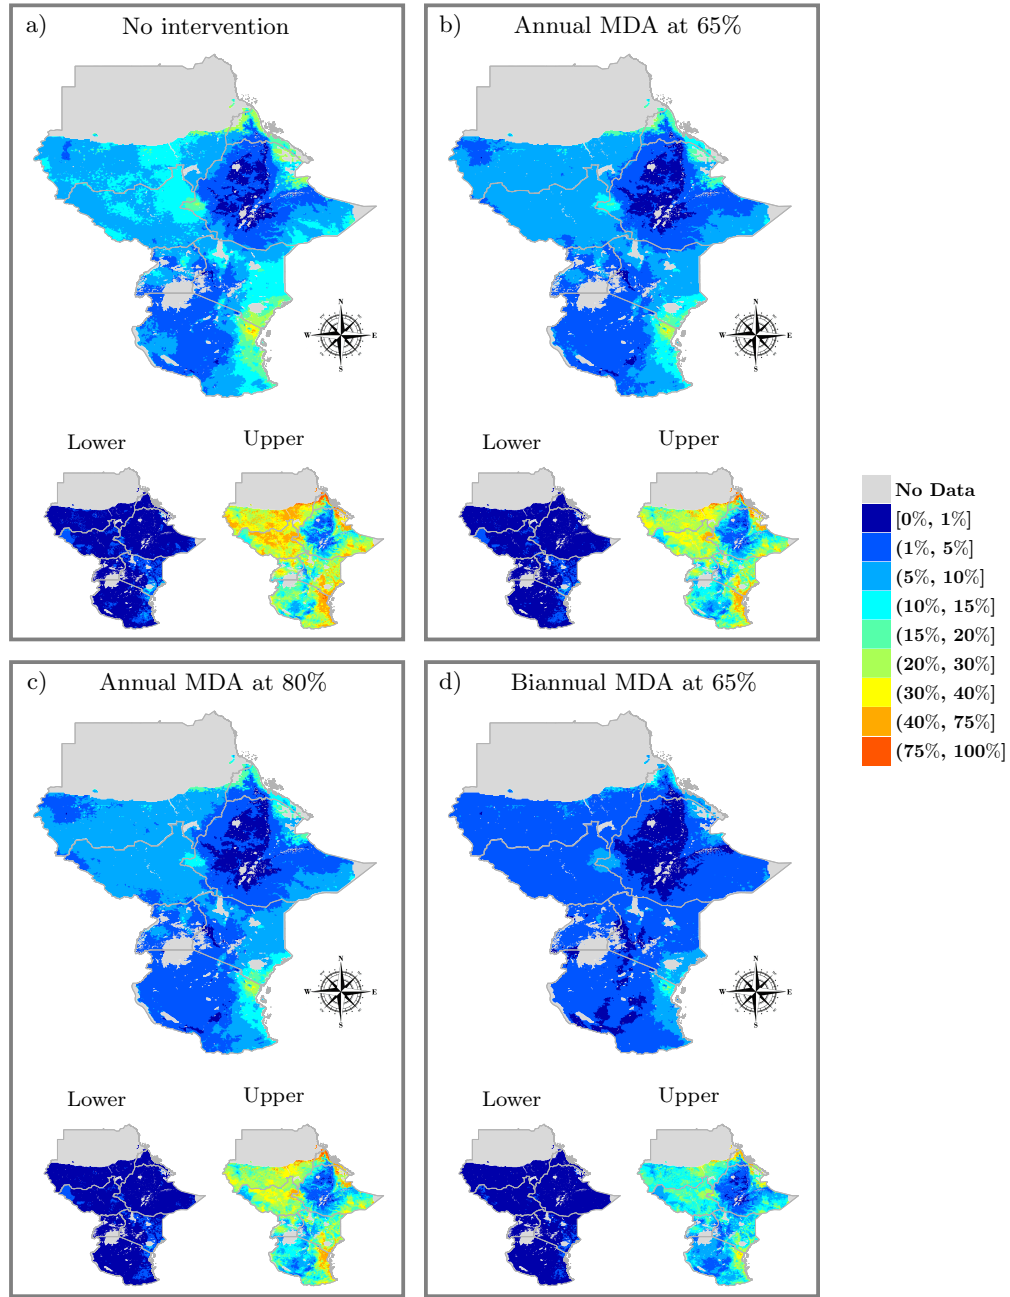 a)
No intervention
N
W
E
S
Lower
Upper
b)
Annual MDA at 65%
N
W
E
S
Lower
Upper
No Data
[0%, 1%]
(1%, 5%]
(5%, 10%]
(10%, 15%]
(15%, 20%]
(20%, 30%]
(30%, 40%]
(40%, 75%]
(75%, 100%]
c)
Annual MDA at 80%
N
W
E
S
Lower
Upper
d)
Biannual MDA at 65%
N
W
E
S
Lower
Upper